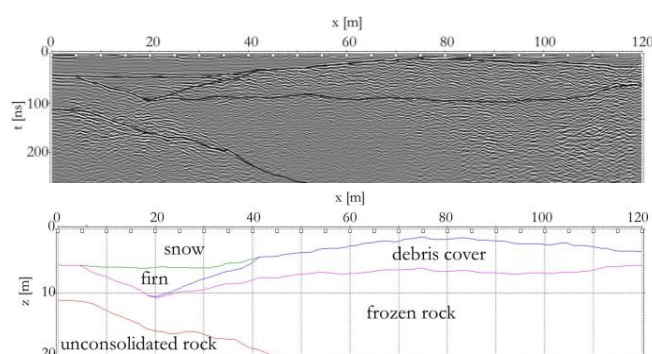 x [m]
0 20 40 60 80 100 120
t [ns]
0
100
200
x [m]
0 20 40 60 80 100 120
z [m]
0
10
20
snow
firn
debris cover
frozen rock
unconsolidated rock